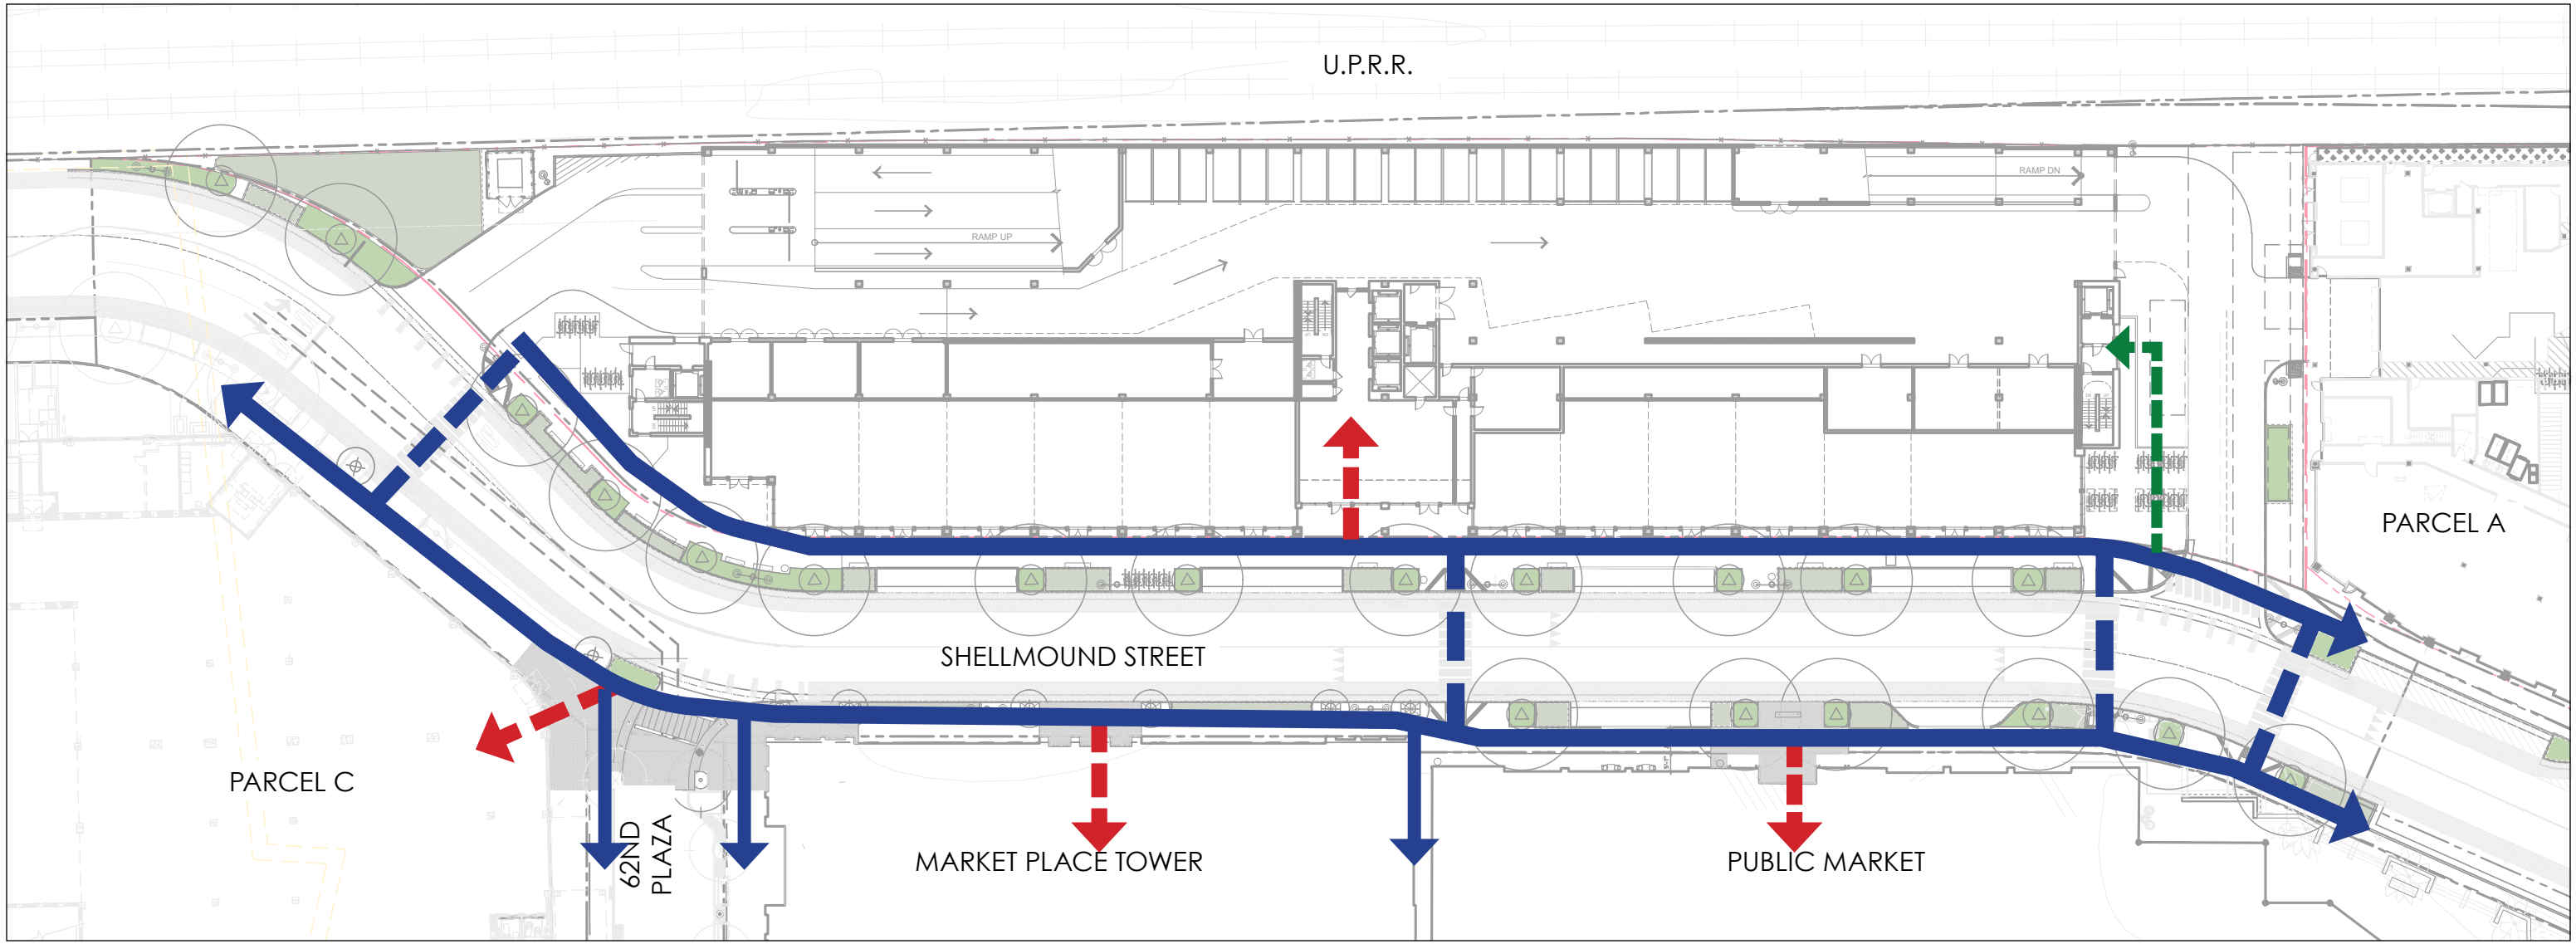 U.P.R.R.
RAMP DN
RAMP UP
PARCEL A
SHELLMOUND STREET
PARCEL C
62ND
PLAZA
MARKET PLACE TOWER
PUBLIC MARKET